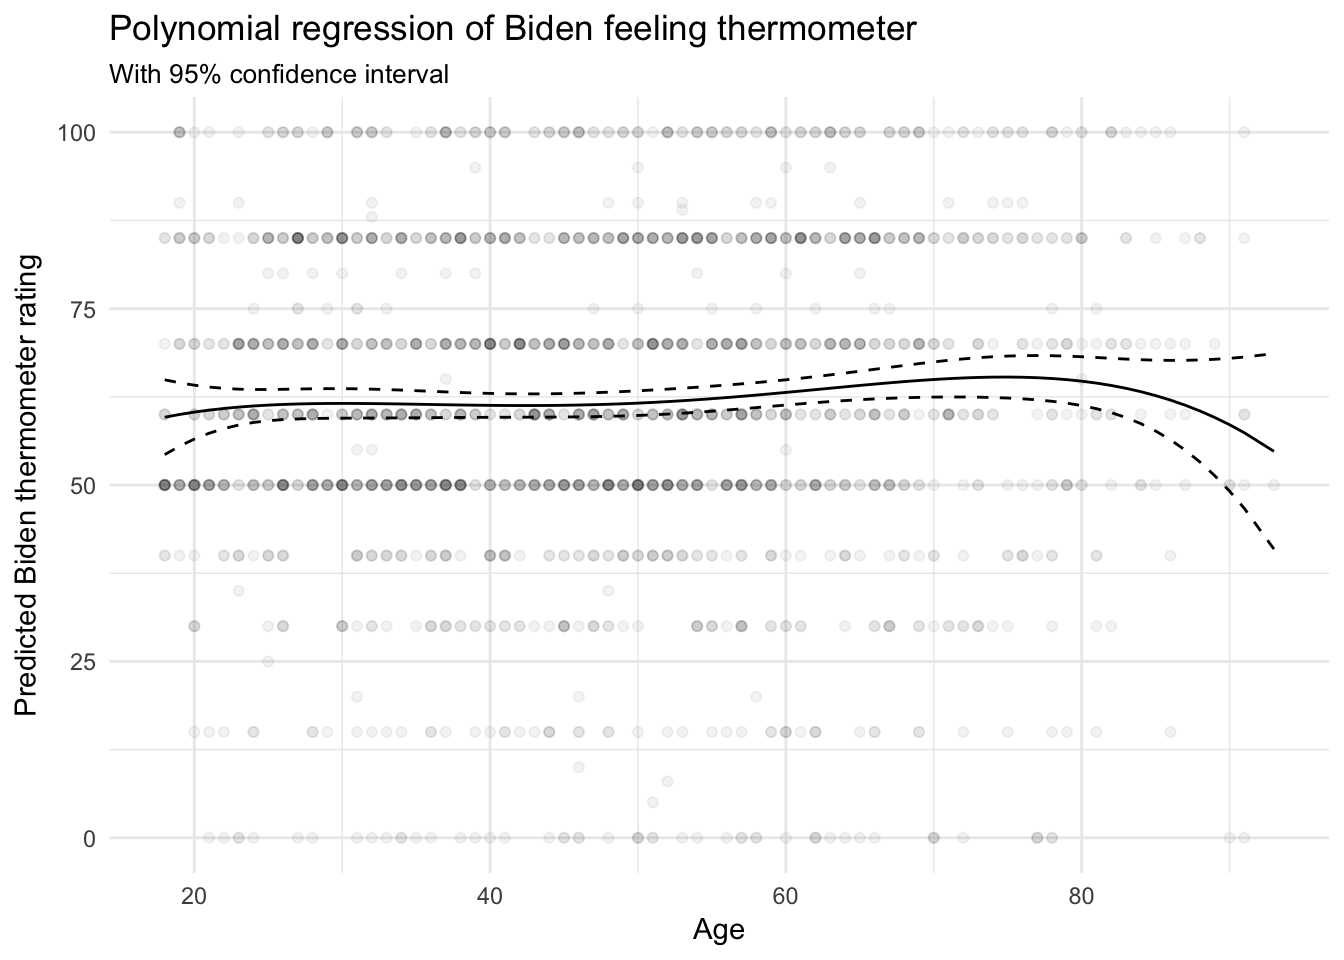 Polynomial regression of Biden feeling thermometer
With 95% confidence interval
100
75
50
25
0
Predicted Biden thermometer rating
20
40
60
80
Age